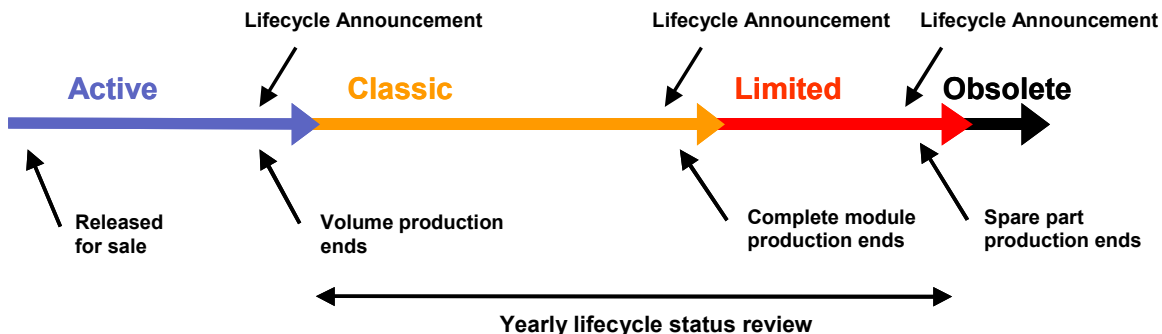 Lifecycle Announcement
Lifecycle Announcement
Lifecycle Announcement
Active
Classic
Limited
Obsolete
Released
for sale
Volume production
ends
Complete module
production ends
Spare part
production ends
Yearly lifecycle status review